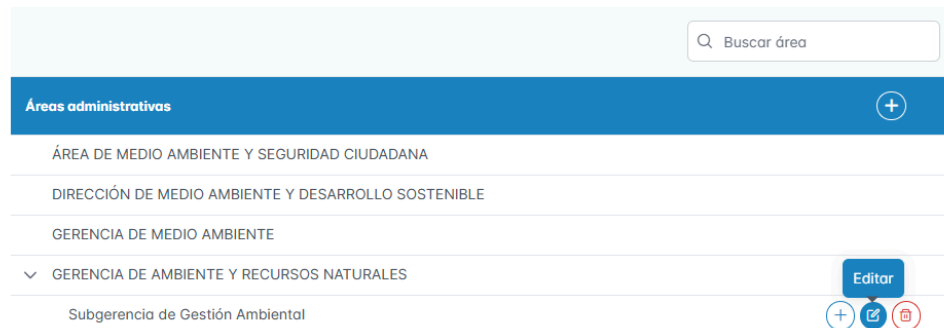 Buscar área
Áreas administrativas
ÁREA DE MEDIO AMBIENTE Y SEGURIDAD CIUDADANA
DIRECCIÓN DE MEDIO AMBIENTE Y DESARROLLO SOSTENIBLE
GERENCIA DE MEDIO AMBIENTE
GERENCIA DE AMBIENTE Y RECURSOS NATURALES
Editar
Subgerencia de Gestión Ambiental